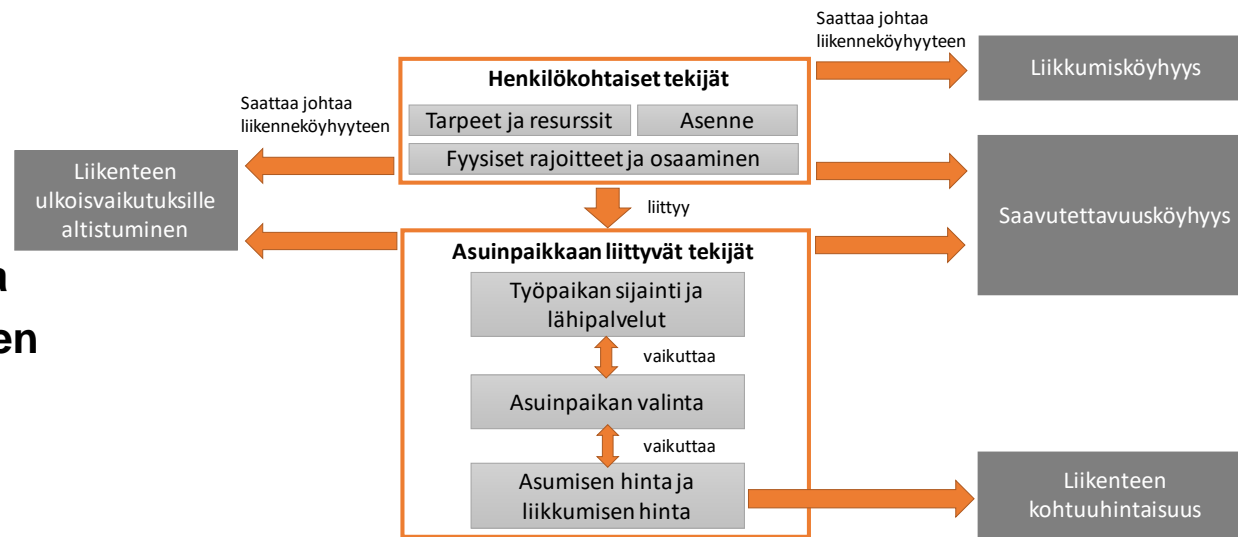 Saattaa johtaa
liikenneköyhyyteen
Liikkumisköyhyys
Henkilökohtaiset tekijät
Tarpeet ja resurssit
Asenne
Fyysiset rajoitteet ja osaaminen
Saattaa johtaa
liikenneköyhyyteen
Liikenteen
ulkoisvaikutuksille
altistuminen
Saavutettavuusköyhyys
liittyy
Asuinpaikkaan liittyvät tekijät
Työpaikan sijainti ja
lähipalvelut
vaikuttaa
Asuinpaikan valinta
vaikuttaa
Asumisen hinta ja
liikkumisen hinta
Liikenteen
kohtuuhintaisuus
a
en